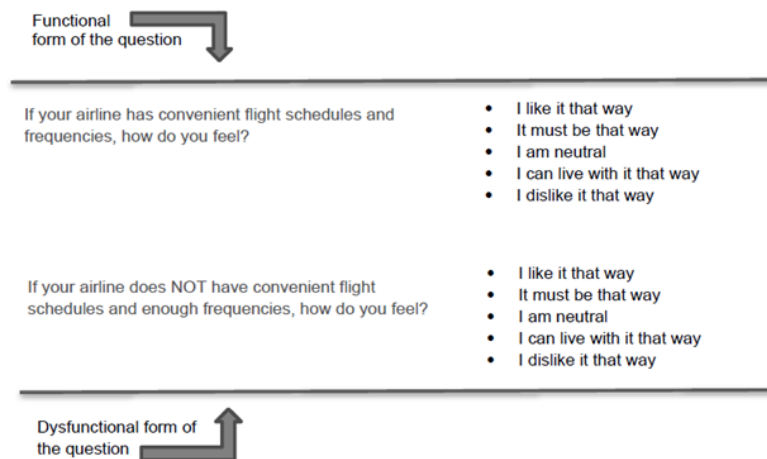 Functional
form of the question
If your airline has convenient flight schedules and
frequencies, how do you feel?
• I like it that way
• It must be that way
• I am neutral
• I can live with it that way
• I dislike it that way
If your airline does NOT have convenient flight
schedules and enough frequencies, how do you feel?
• I like it that way
• It must be that way
• I am neutral
• I can live with it that way
• I dislike it that way
Dysfunctional form of
the question